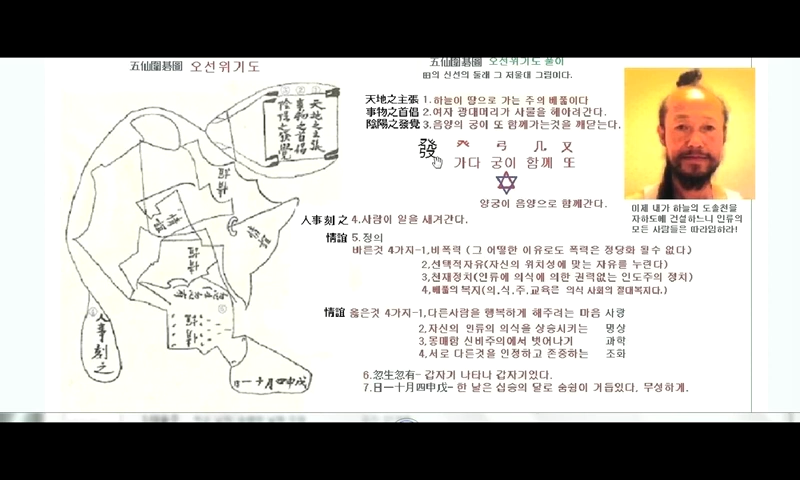 五仙圍碁圖 오선위기도
天地之主張
事物之首倡
陰陽之發覺
情誼
情誼
情誼
人事刻之
戊申四月十一日
五仙圍碁圖 오선위기도 풀이
田의 신선의 둘레 그 저울대 그림이다.
天地之主張 1. 하늘이 땅으로 가는 주의 배풂이다
事物之首倡 2. 여자 광대머리가 사물을 헤아려간다.
陰陽之發覺 3. 음양의 궁이 또 함께가는것을 깨닫는다.
發 癶 弓 几 又
가다 궁이 함께 또
양궁이 음양으로 함께간다.
人事刻之 4.사람이 일을 새겨간다.
情誼 5.정의
바른것 4가지-1,비폭력 ( 그 어떠한 이유로도 폭력은 정당화 할수 없다.)
2,선택적자유(자신의 위치성에 맞는 자유를 누린다)
3,천재정치(인류에 의식에 의한 권력없는 인도주의 정치)
4,배풂의 복지(의.식.주.교육은 의식 사회의 절대복지다.)
情誼 옳은것 4가지-1,다른사람을 행복하게 해주려는 마음 사랑
2,자신의 인류의 의식을 상승시키는 명상
3.몽매함 신비주의에서 벗어나기 과학
4.서로 다른것을 인정하고 존중하는 조화
6.忽生忽有- 갑자기 나타나 갑자기있다.
7.日一十月四申戊- 한 날은 십승의 달로 숨쉼이 거듭있다. 무성하게.
이제 내가 하늘의 도솔천을
자하도에 건설하느니 인류의
모든 사람들은 따라임하라!